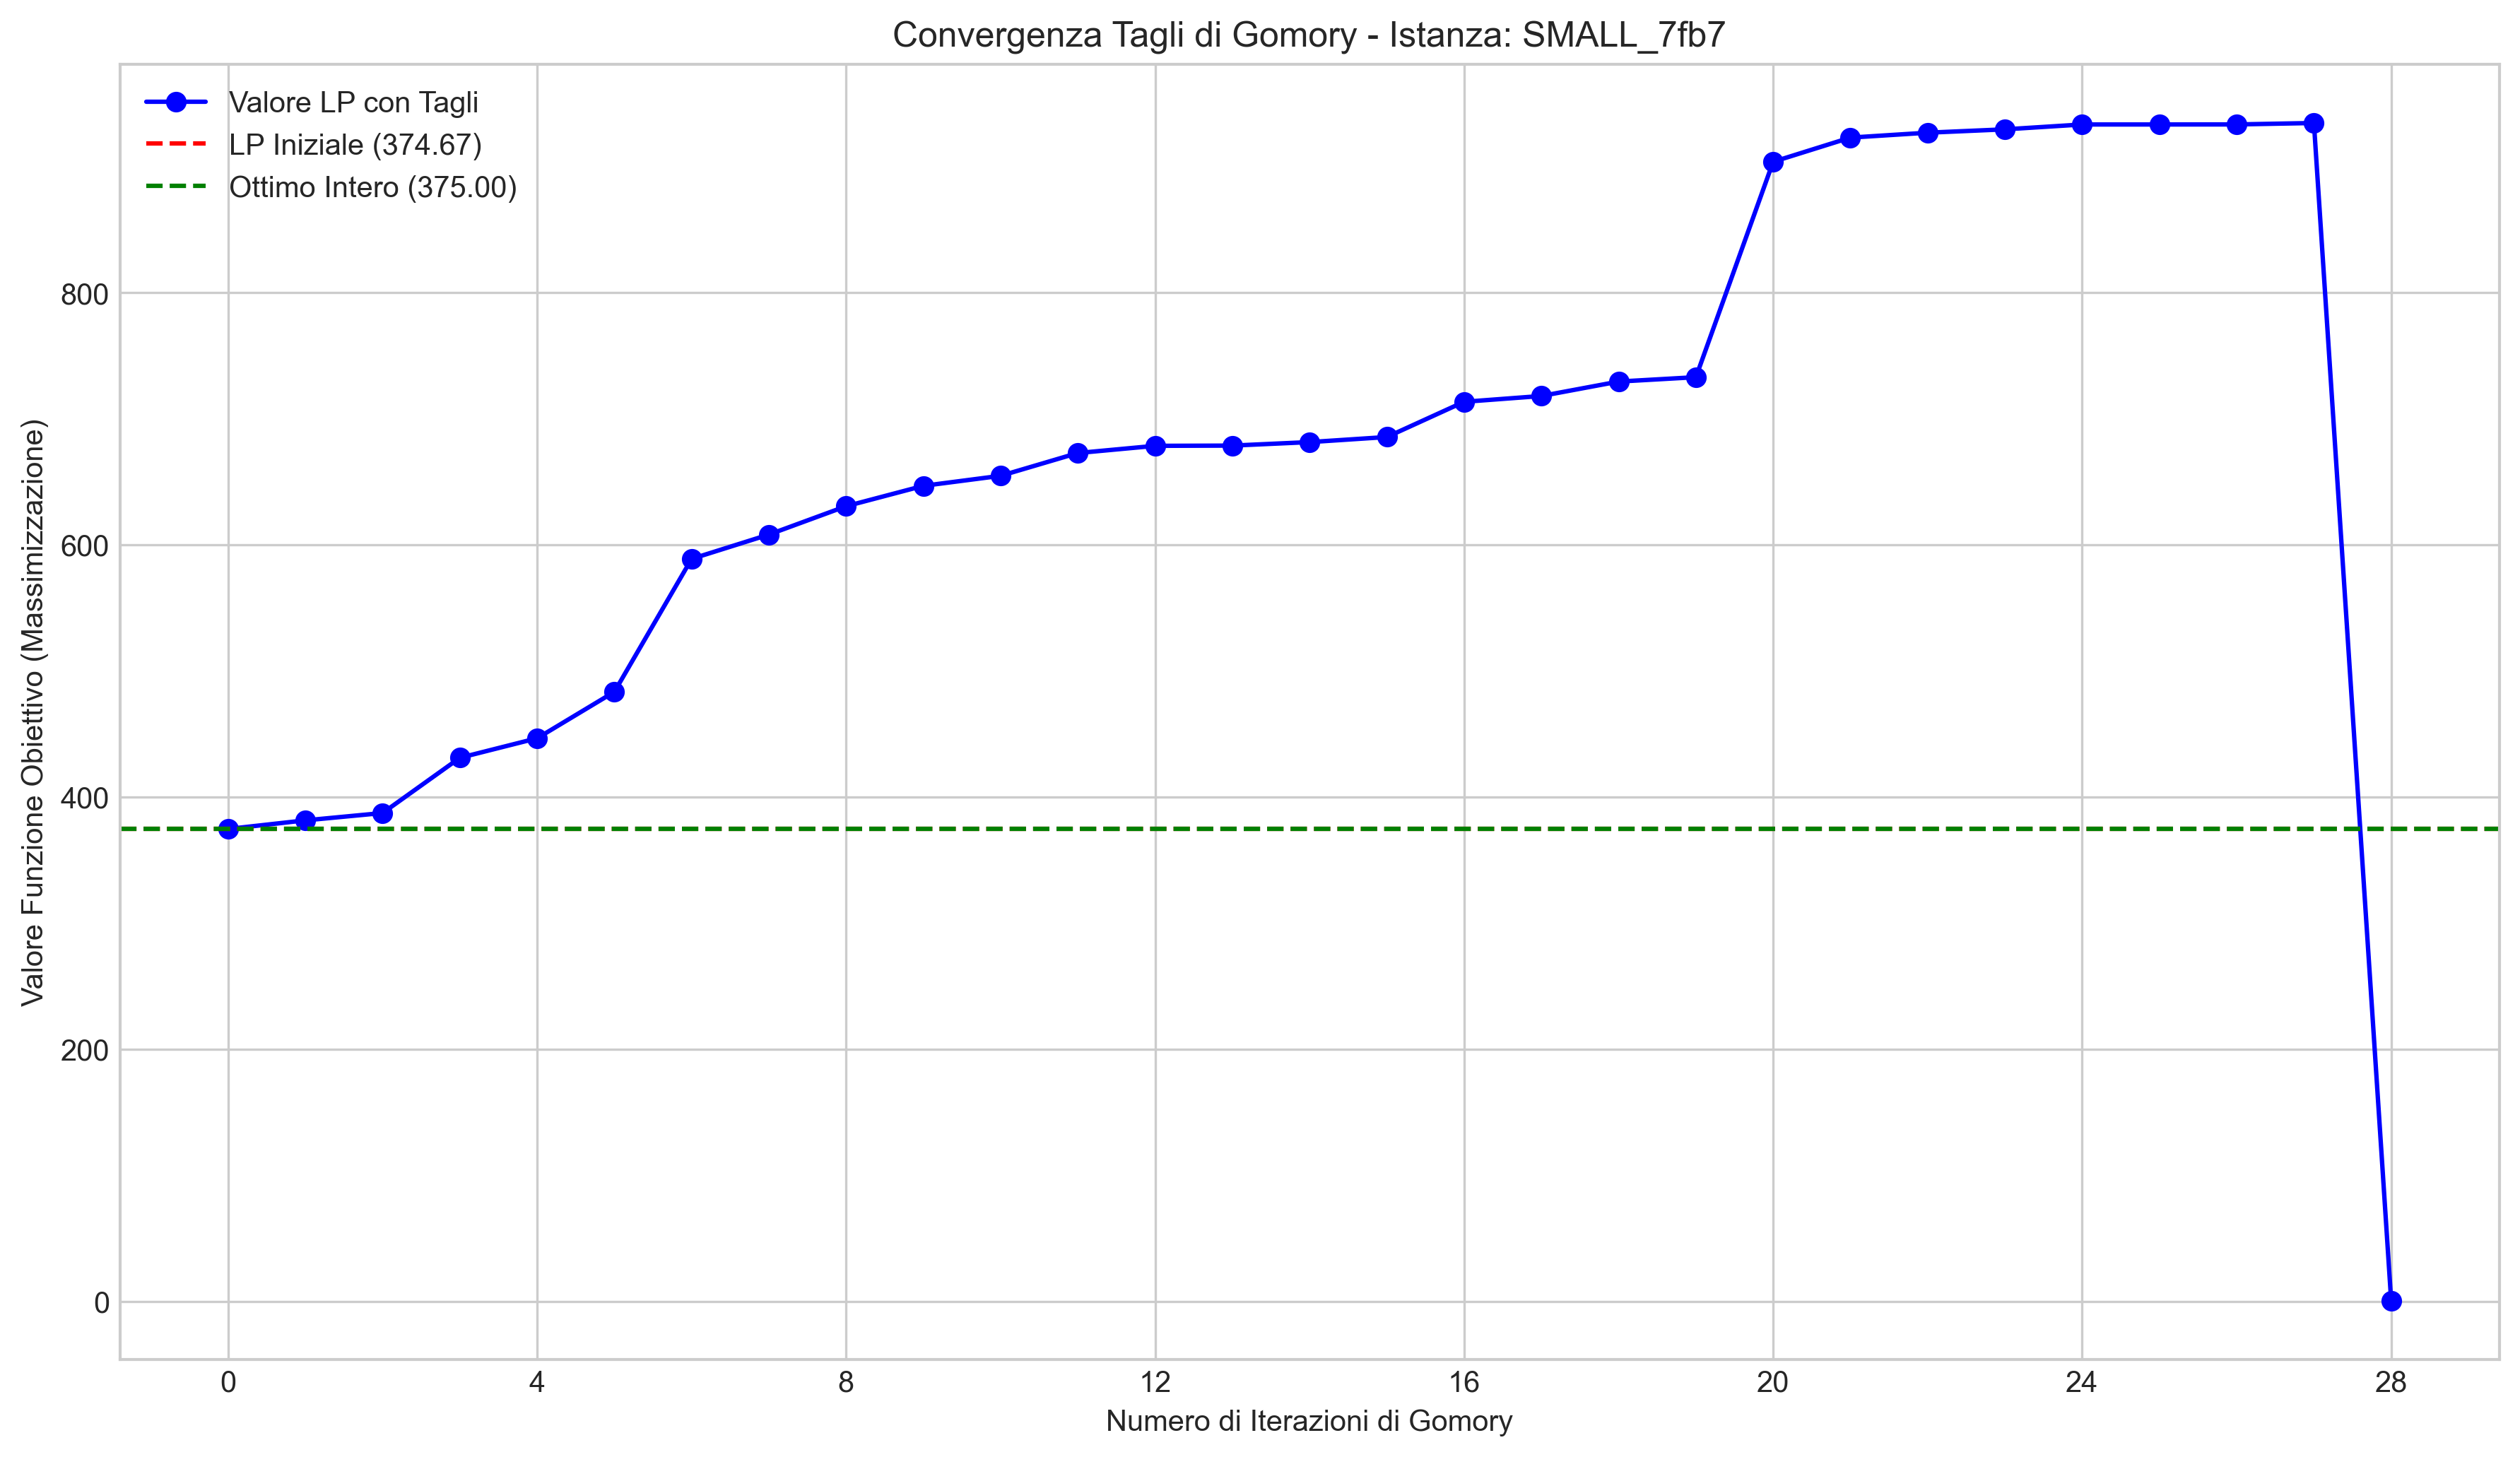 Convergenza Tagli di Gomory - Istanza: SMALL_7fb7
Valore LP con Tagli
LP Iniziale (374.67)
Ottimo Intero (375.00)
Valore Funzione Obiettivo (Massimizzazione)
800
600
400
200
0
0 4 8 12 16 20 24 28
Numero di Iterazioni di Gomory